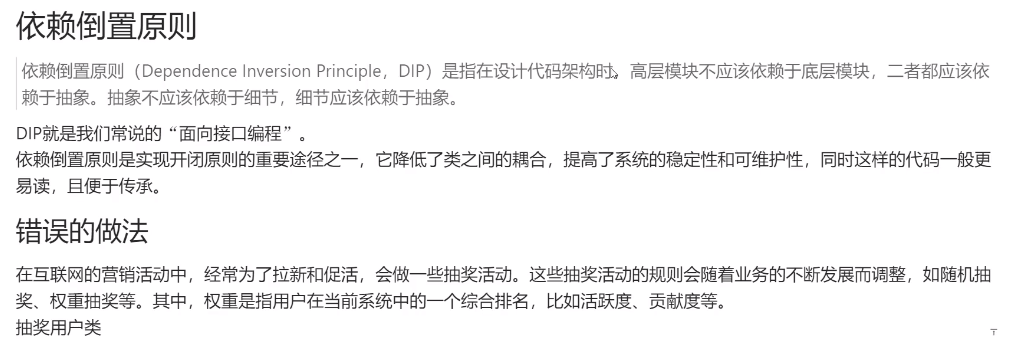 依赖倒置原则
依赖倒置原则（Dependence Inversion Principle，DIP）是指在设计代码架构时，高层模块不应该依赖于底层模块，二者都应该依
赖于抽象。抽象不应该依赖于细节，细节应该依赖于抽象。
DIP就是我们常说的“面向接口编程”。
依赖倒置原则是实现开闭原则的重要途径之一，它降低了类之间的耦合，提高了系统的稳定性和可维护性，同时这样的代码一般更
易读，且便于传承。
错误的做法
在互联网的营销活动中，经常为了拉新和促活，会做一些抽奖活动。这些抽奖活动的规则会随着业务的不断发展而调整，如随机抽
奖、权重抽奖等。其中，权重是指用户在当前系统中的一个综合排名，比如活跃度、贡献度等。
抽奖用户类